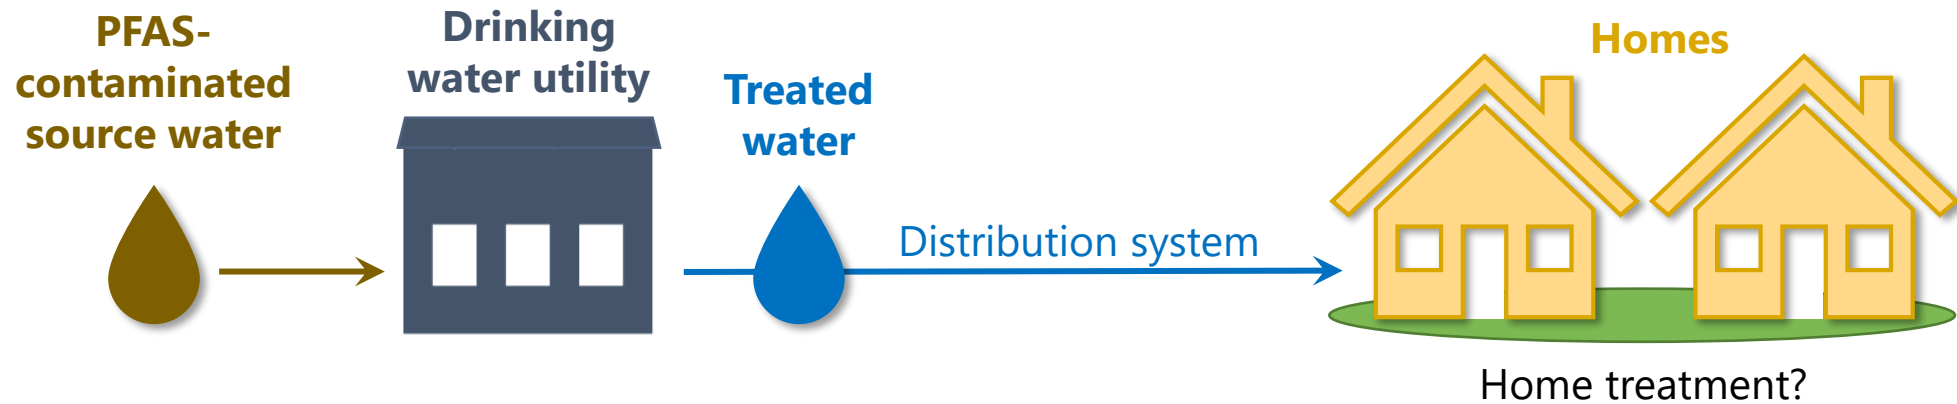 PFAS-
contaminated
source water
Drinking
water utility
Treated
water
Distribution system
Homes
Home treatment?